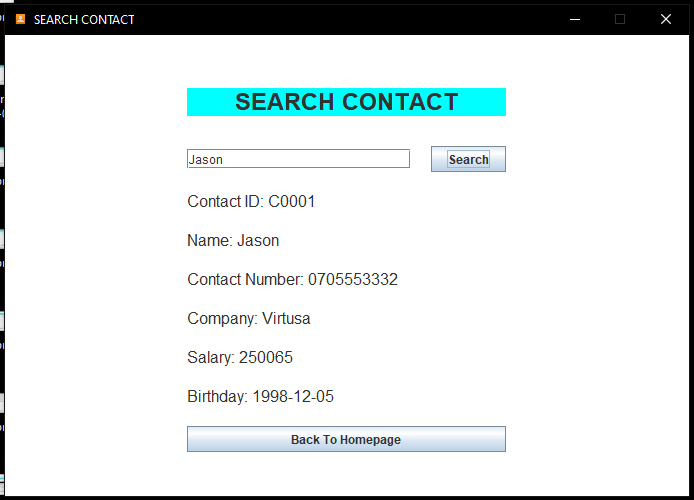 SEARCH CONTACT
SEARCH CONTACT
Jason Search
Contact ID: C0001
Name: Jason
Contact Number: 0705553332
Company: Virtusa
Salary: 250065
Birthday: 1998-12-05
Back To Homepage